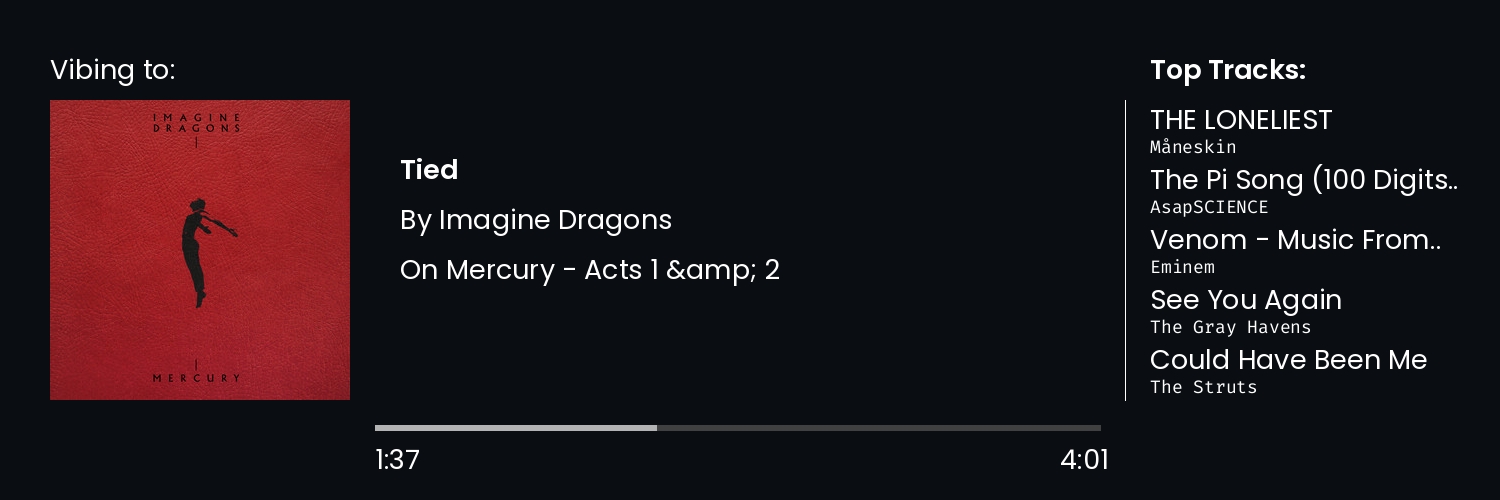 Vibing to:
IMAGINE
DRAGONS
MERCURY
Tied
By Imagine Dragons
On Mercury - Acts 1 &amp; 2
1:37
4:01
Top Tracks:
THE LONELIEST
Måneskin
The Pi Song (100 Digits..
AsapSCIENCE
Venom - Music From..
Eminem
See You Again
The Gray Havens
Could Have Been Me
The Struts